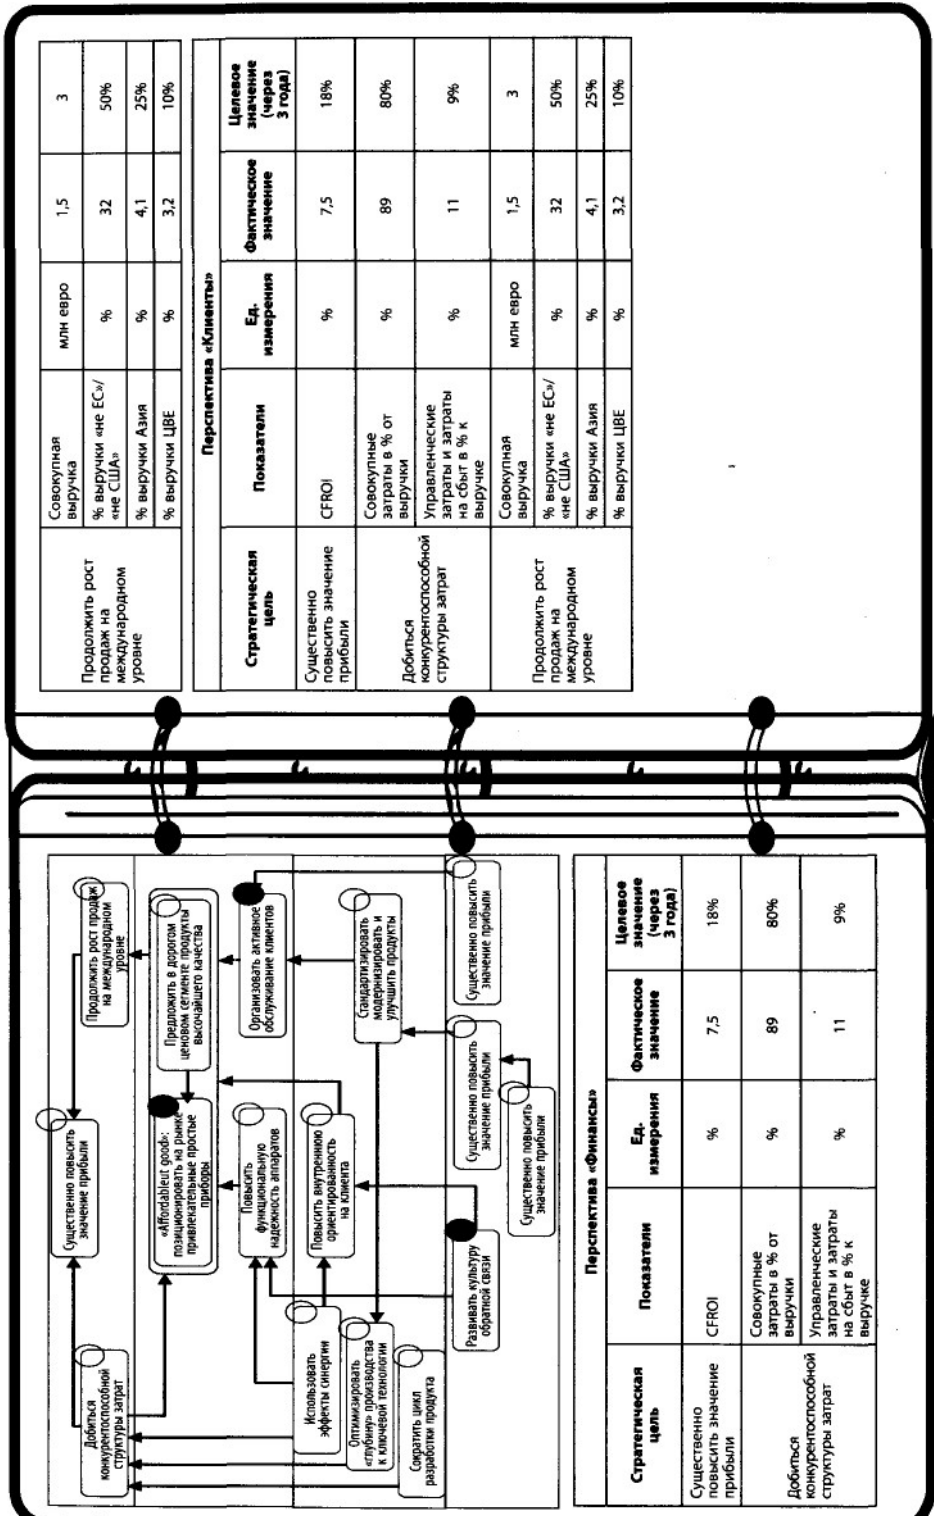 Добиться
конкурентоспособной
структуры затрат
Существенно повысить
значение прибыли
Продолжить рост продаж
на международном
уровне
«Affordableut good»:
позиционировать на рынке
привлекательные простые
приборы
Предложить в дорогом
ценовом сегменте продукты
высочайшего качества
Повысить
функциональную
надежность аппаратов
Организовать активное
обслуживание клиентов
Использовать
эффекты синергии
Повысить внутреннюю
ориентированность
на клиента
Стандартизировать
модернизировать и
улучшить продукты
Оптимизировать
«глубину» производства
к ключевой технологии
Сократить цикл
разработки продукта
Развивать культуру
обратной связи
Существенно повысить
значение прибыли
Существенно повысить
значение прибыли
Существенно повысить
значение прибыли
Перспектива «Финансы»
Стратегическая цель Показатели Ед. измерения Фактическое значение Целевое значение (через 3 года)
Существенно повысить значение прибыли CFROI % 7,5 18%
Добиться конкурентоспособной структуры затрат Совокупные затраты в % от выручки % 89 80%
Управленческие затраты и затраты на сбыт в % к выручке % 11 9%
Продолжить рост продаж на международном уровне Совокупная выручка млн евро 1,5 3
% выручки «не ЕС»/ «не США» % 32 50%
% выручки Азия % 4,1 25%
% выручки ЦВЕ % 3,2 10%
Перспектива «Клиенты»
Стратегическая цель Показатели Ед. измерения Фактическое значение Целевое значение (через 3 года)
Существенно повысить значение прибыли CFROI % 7,5 18%
Добиться конкурентоспособной структуры затрат Совокупные затраты в % от выручки % 89 80%
Управленческие затраты и затраты на сбыт в % к выручке % 11 9%
Продолжить рост продаж на международном уровне Совокупная выручка млн евро 1,5 3
% выручки «не ЕС»/ «не США» % 32 50%
% выручки Азия % 4,1 25%
% выручки ЦВЕ % 3,2 10%